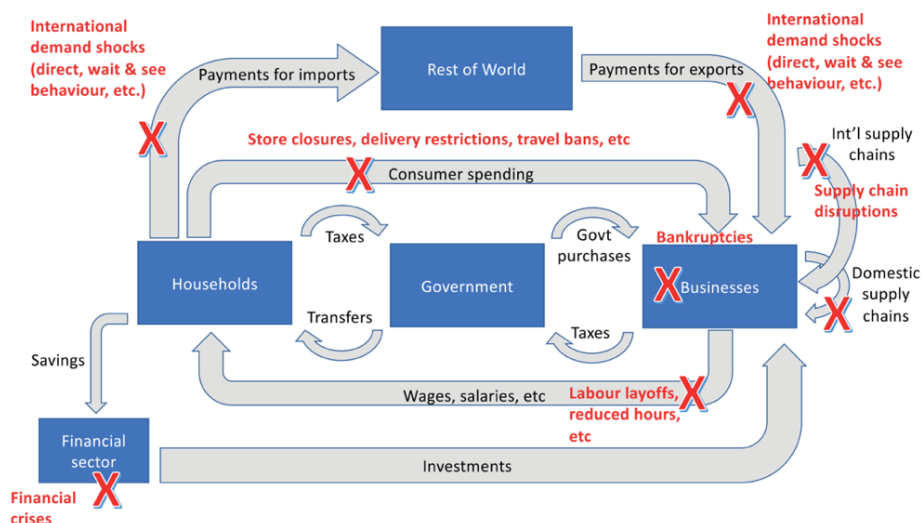 International
demand shocks
(direct, wait & see
behaviour, etc.)
Payments for imports
Rest of World
Payments for exports
International
demand shocks
(direct, wait & see
behaviour, etc.)
Store closures, delivery restrictions, travel bans, etc
Consumer spending
Int'l supply
chains
Supply chain
disruptions
Taxes
Govt
purchases
Bankruptcies
Households
Government
Businesses
Domestic
supply
chains
Transfers
Taxes
Savings
Wages, salaries, etc
Labour layoffs,
reduced hours,
etc
Financial
sector
Investments
Financial
crises